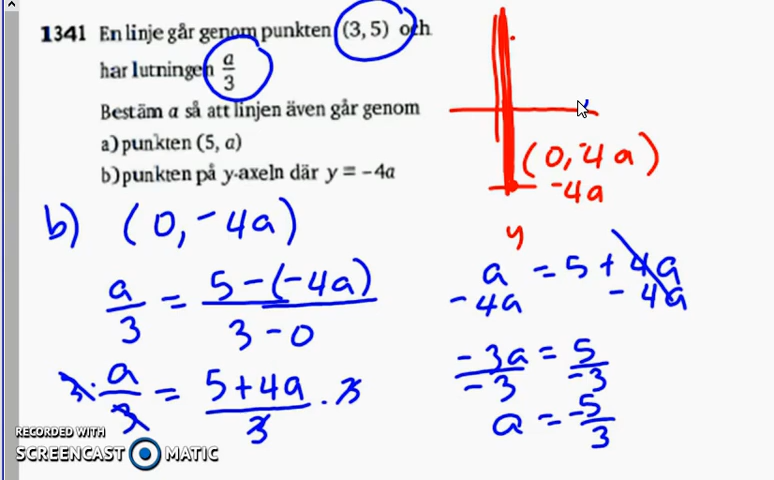 1341 En linje går genom punkten (3, 5) och
har lutningen a/3
Bestäm a så att linjen även går genom
a) punkten (5, a)
b) punkten på y-axeln där y = -4a
(0, -4a)
-4a
y
b) (0, -4a)
a/3 = 5-(-4a)/3-0
3·a/3 = 5+4a/3 · 3
a = 5 + 4a
-4a - 4a
-3a/-3 = 5/-3
a = -5/3
RECORDED WITH
SCREENCAST MATIC